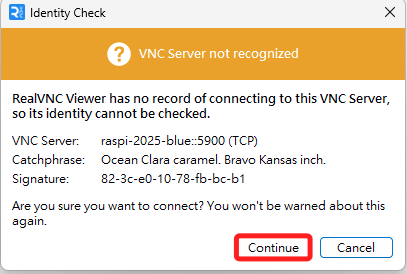 Identity Check
VNC Server not recognized
RealVNC Viewer has no record of connecting to this VNC Server,
so its identity cannot be checked.
VNC Server: raspi-2025-blue::5900 (TCP)
Catchphrase: Ocean Clara caramel. Bravo Kansas inch.
Signature: 82-3c-e0-10-78-fb-bc-b1
Are you sure you want to connect? You won't be warned about this
again.
Continue Cancel